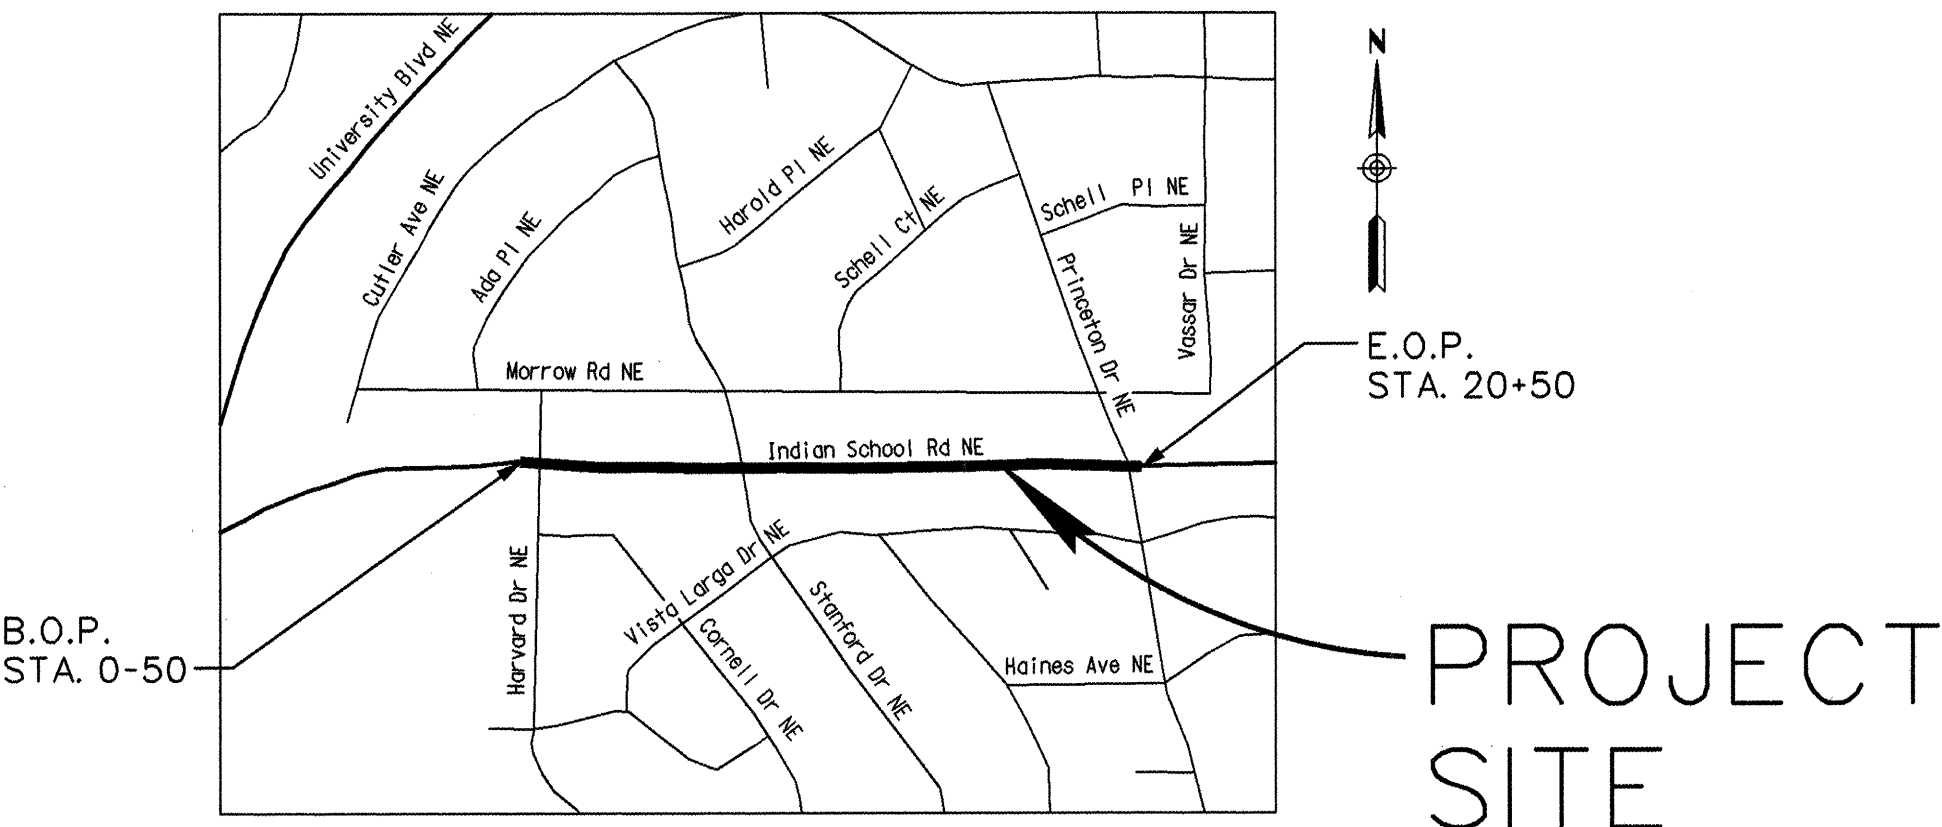 University Blvd NE
N
Cutler Ave NE
Ada Pl NE
Harold Pl NE
Schell Ct NE
Schell Pl NE
Princeton Dr NE
Vassar Dr NE
Morrow Rd NE
E.O.P.
STA. 20+50
Indian School Rd NE
B.O.P.
STA. 0-50
Harvard Dr NE
Vista Larga Dr NE
Cornell Dr NE
Stanford Dr NE
Haines Ave NE
PROJECT
SITE